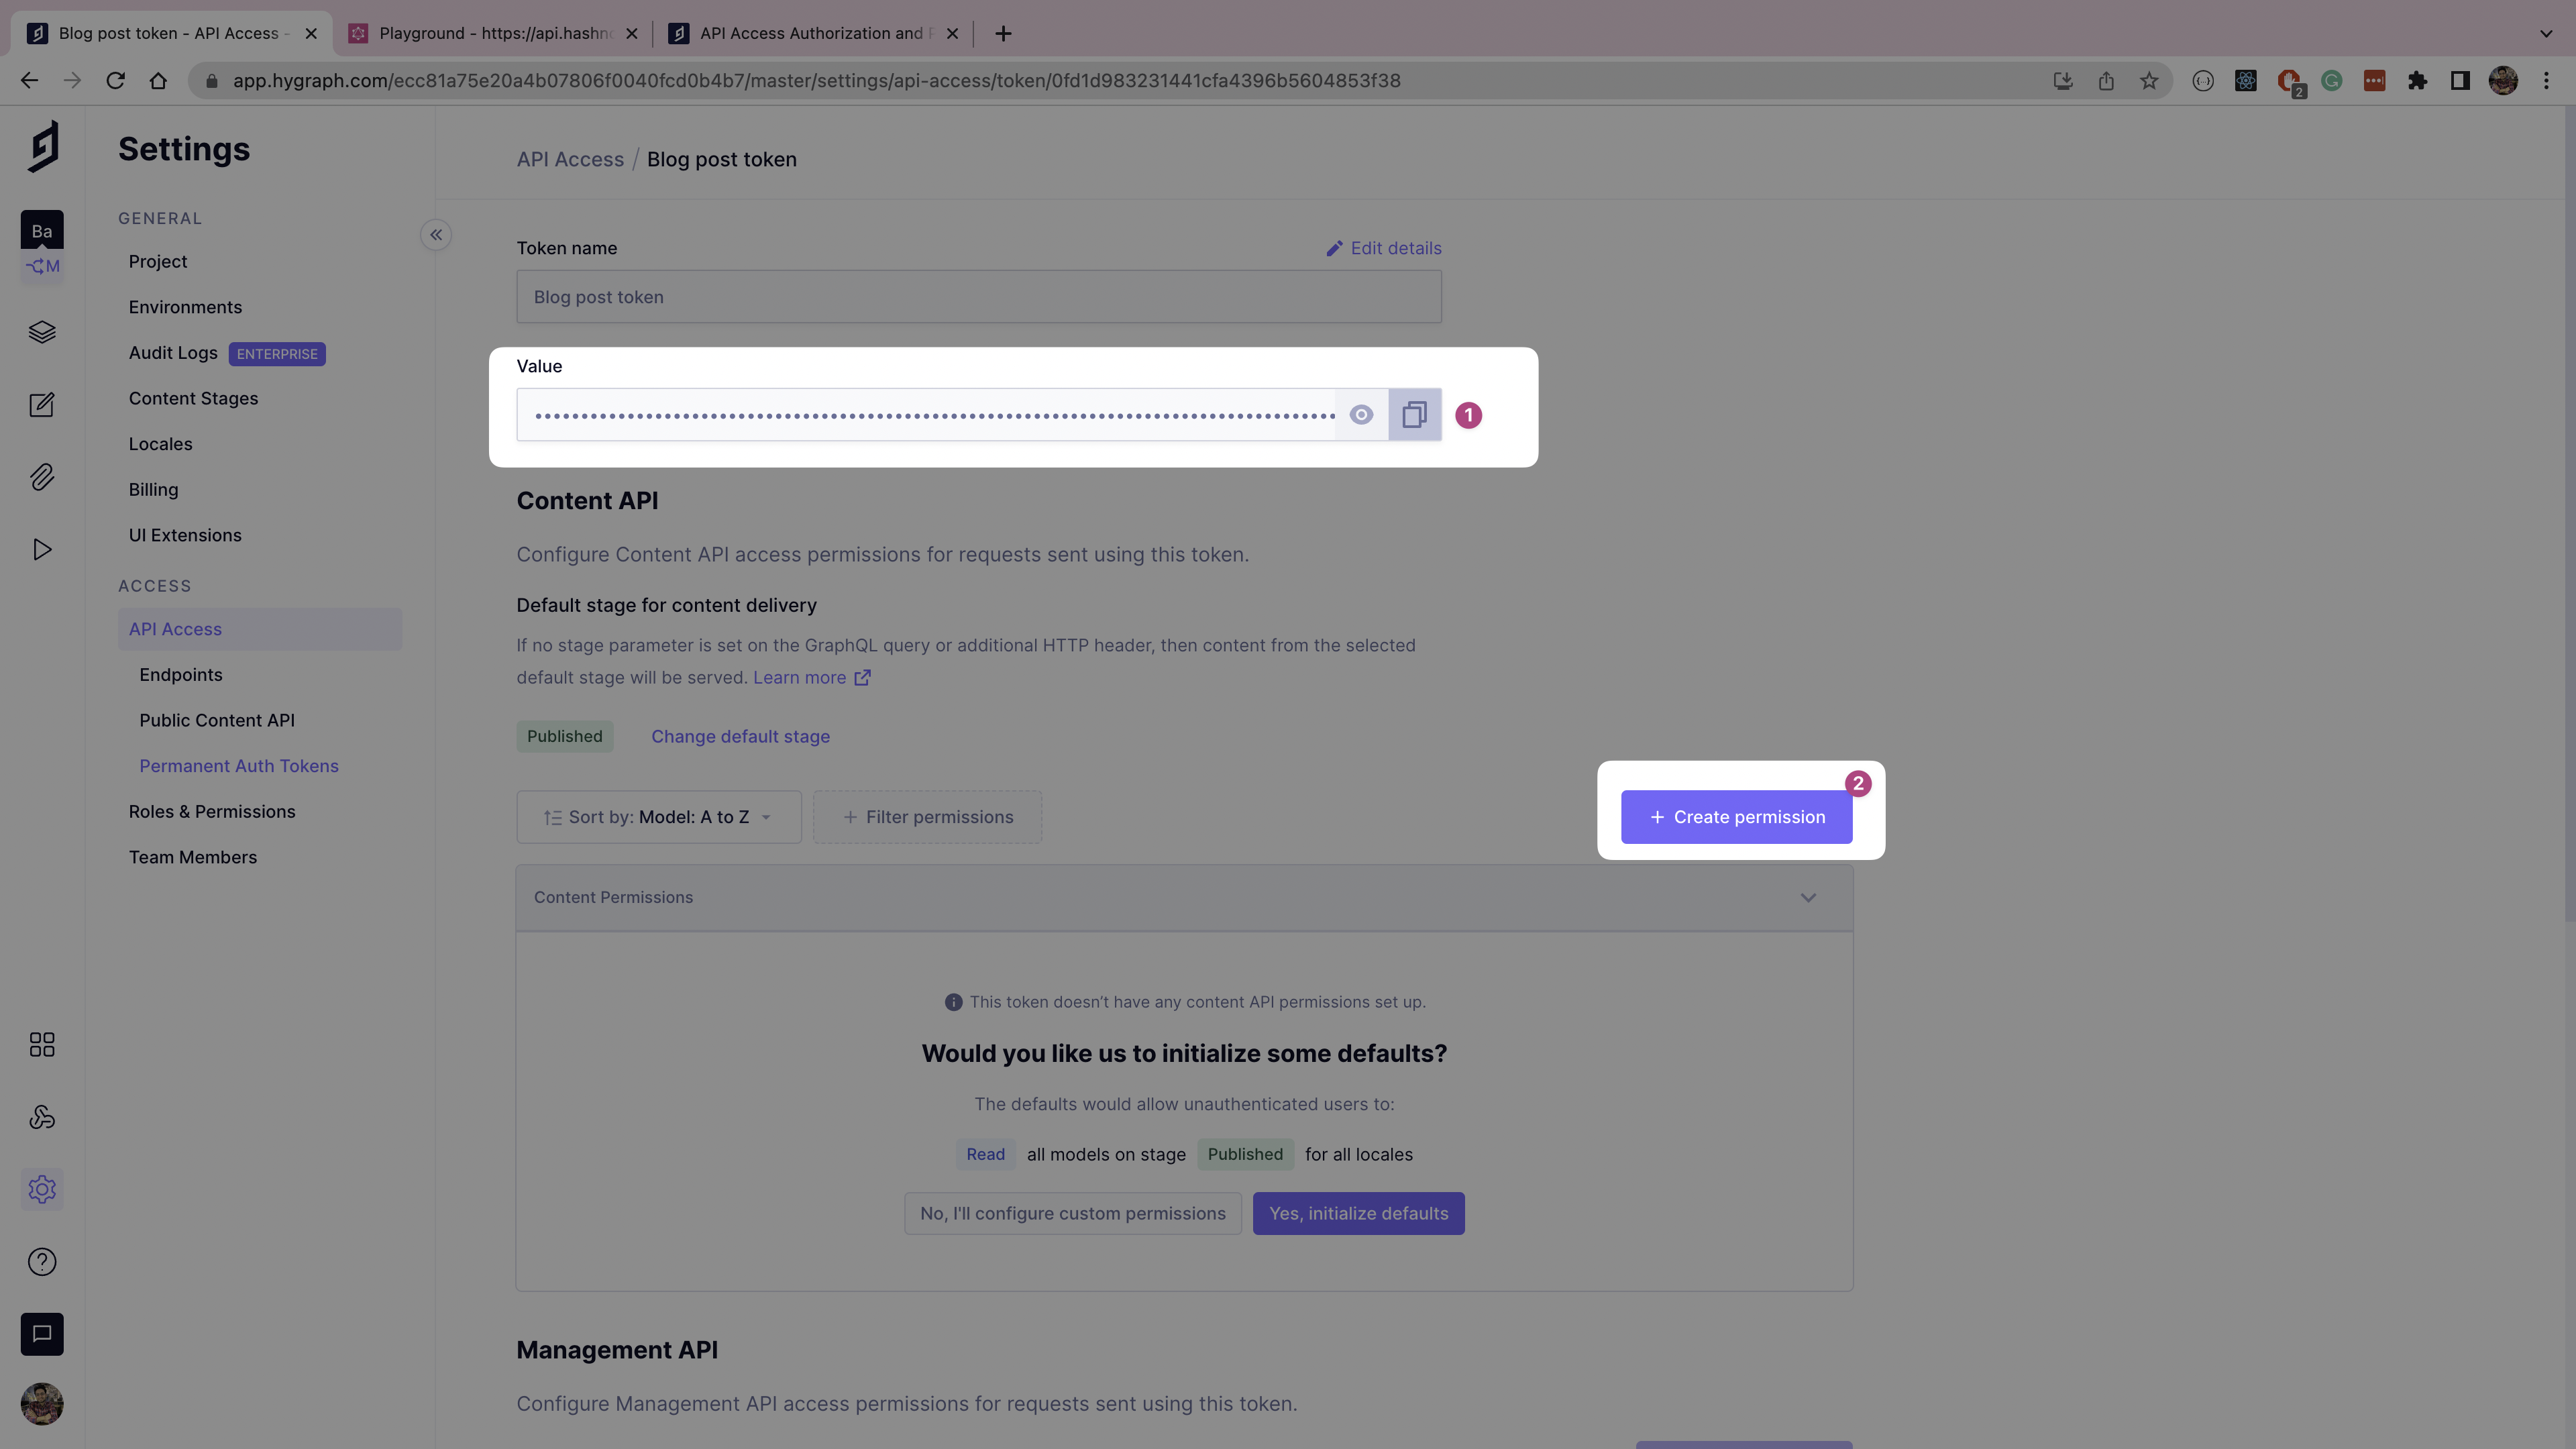 Blog post token - API Access -
Playground - https://api.hashno
API Access Authorization and
app.hygraph.com/ecc81a75e20a4b07806f0040fcd0b4b7/master/settings/api-access/token/0fd1d983231441cfa4396b5604853f38
2
Settings
Ba
M
GENERAL
Project
Environments
Audit Logs ENTERPRISE
Content Stages
Locales
Billing
UI Extensions
ACCESS
API Access
Endpoints
Public Content API
Permanent Auth Tokens
Roles & Permissions
Team Members
API Access / Blog post token
Token name
Edit details
Blog post token
Value
1
Content API
Configure Content API access permissions for requests sent using this token.
Default stage for content delivery
If no stage parameter is set on the GraphQL query or additional HTTP header, then content from the selected
default stage will be served. Learn more
Published Change default stage
Sort by: Model: A to Z
+ Filter permissions
2
+ Create permission
Content Permissions
This token doesn't have any content API permissions set up.
Would you like us to initialize some defaults?
The defaults would allow unauthenticated users to:
Read all models on stage Published for all locales
No, I'll configure custom permissions
Yes, initialize defaults
Management API
Configure Management API access permissions for requests sent using this token.